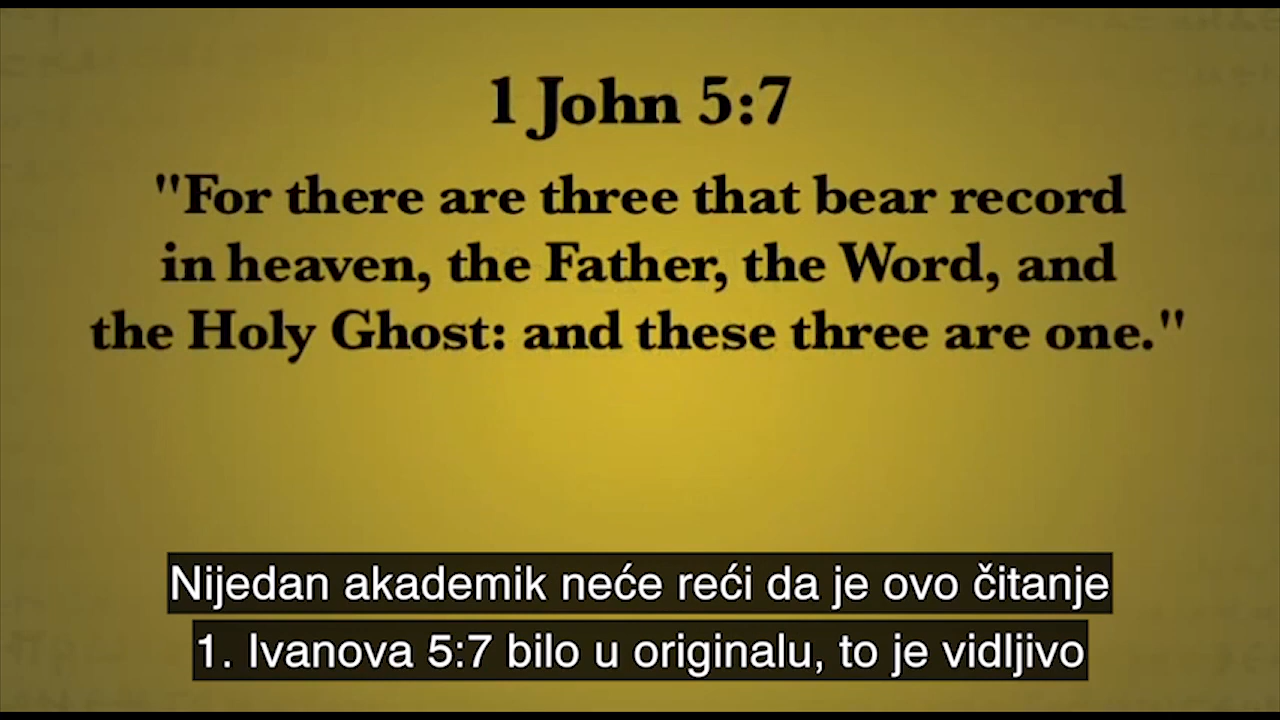 1 John 5:7
"For there are three that bear record
in heaven, the Father, the Word, and
the Holy Ghost: and these three are one."
Nijedan akademik neće reći da je ovo čitanje
1. Ivanova 5:7 bilo u originalu, to je vidljivo